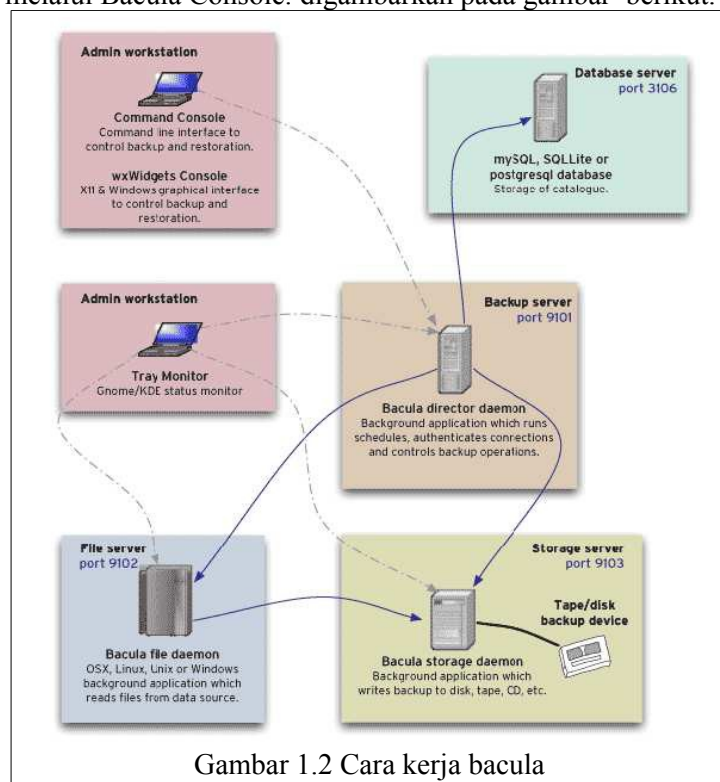 melalui Bacula Console. digambarkan pada gambar berikut.
Admin workstation
Command Console
Command line interface to
control backup and restoration.
wxWidgets Console
X11 & Windows graphical interface
to control backup and
restoration.
Database server
port 3106
mySQL, SQLLite or
postgresql database
Storage of catalogue.
Admin workstation
Tray Monitor
Gnome/KDE status monitor
Backup server
port 9101
Bacula director daemon
Background application which runs
schedules, authenticates connections
and controls backup operations.
File server
port 9102
Bacula file daemon
OSX, Linux, Unix or Windows
background application which
reads files from data source.
Storage server
port 9103
Tape/disk
backup device
Bacula storage daemon
Background application which
writes backup to disk, tape, CD, etc.
Gambar 1.2 Cara kerja bacula